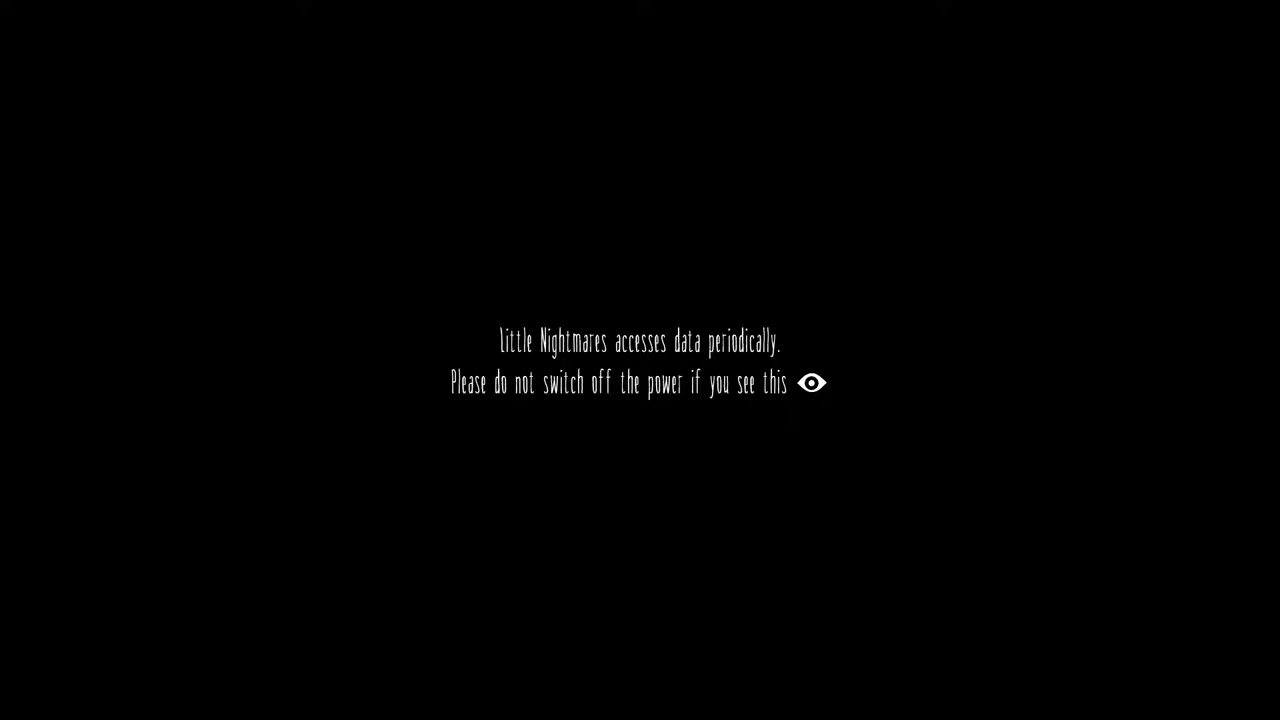 Little Nightmares accesses data periodically.
Please do not switch off the power if you see this